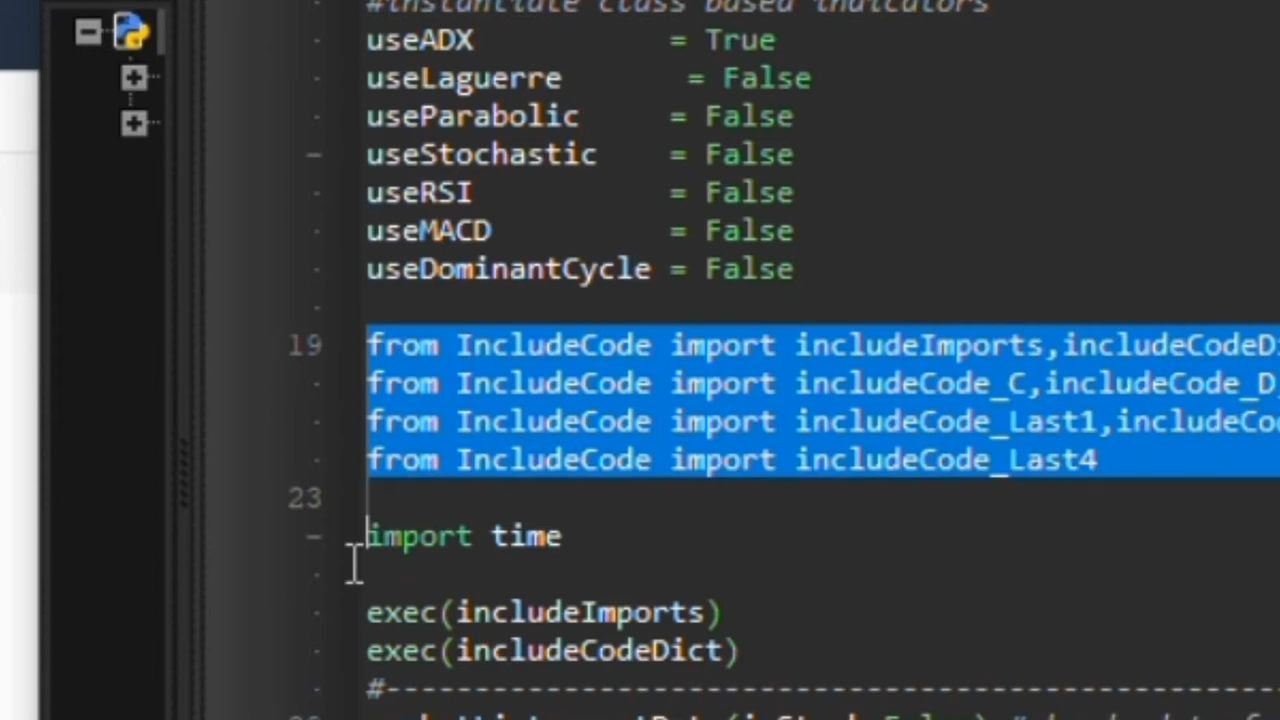 #instantiate class based indicators
useADX = True
useLaguerre = False
useParabolic = False
useStochastic = False
useRSI = False
useMACD = False
useDominantCycle = False
19 from IncludeCode import includeImports,includeCodeDi
from IncludeCode import includeCode_C,includeCode_D
from IncludeCode import includeCode_Last1,includeCo
from IncludeCode import includeCode_Last4
23
import time
exec(includeImports)
exec(includeCodeDict)
#--------------------------------------------------